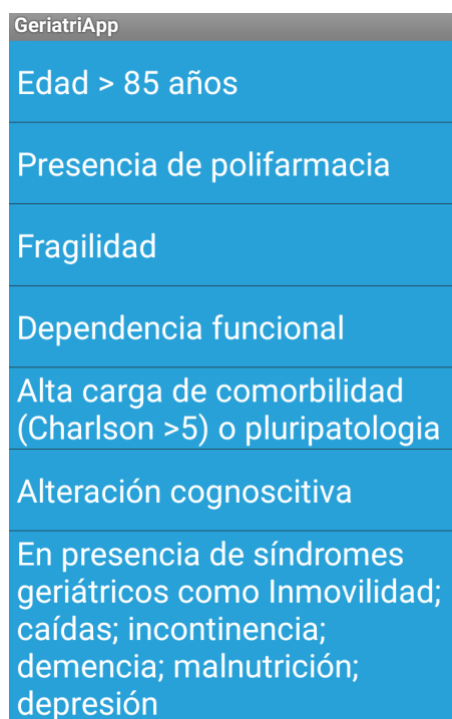 GeriatriApp
Edad > 85 años
Presencia de polifarmacia
Fragilidad
Dependencia funcional
Alta carga de comorbilidad
(Charlson >5) o pluripatologia
Alteración cognoscitiva
En presencia de síndromes
geriátricos como Inmovilidad;
caídas; incontinencia;
demencia; malnutrición;
depresión